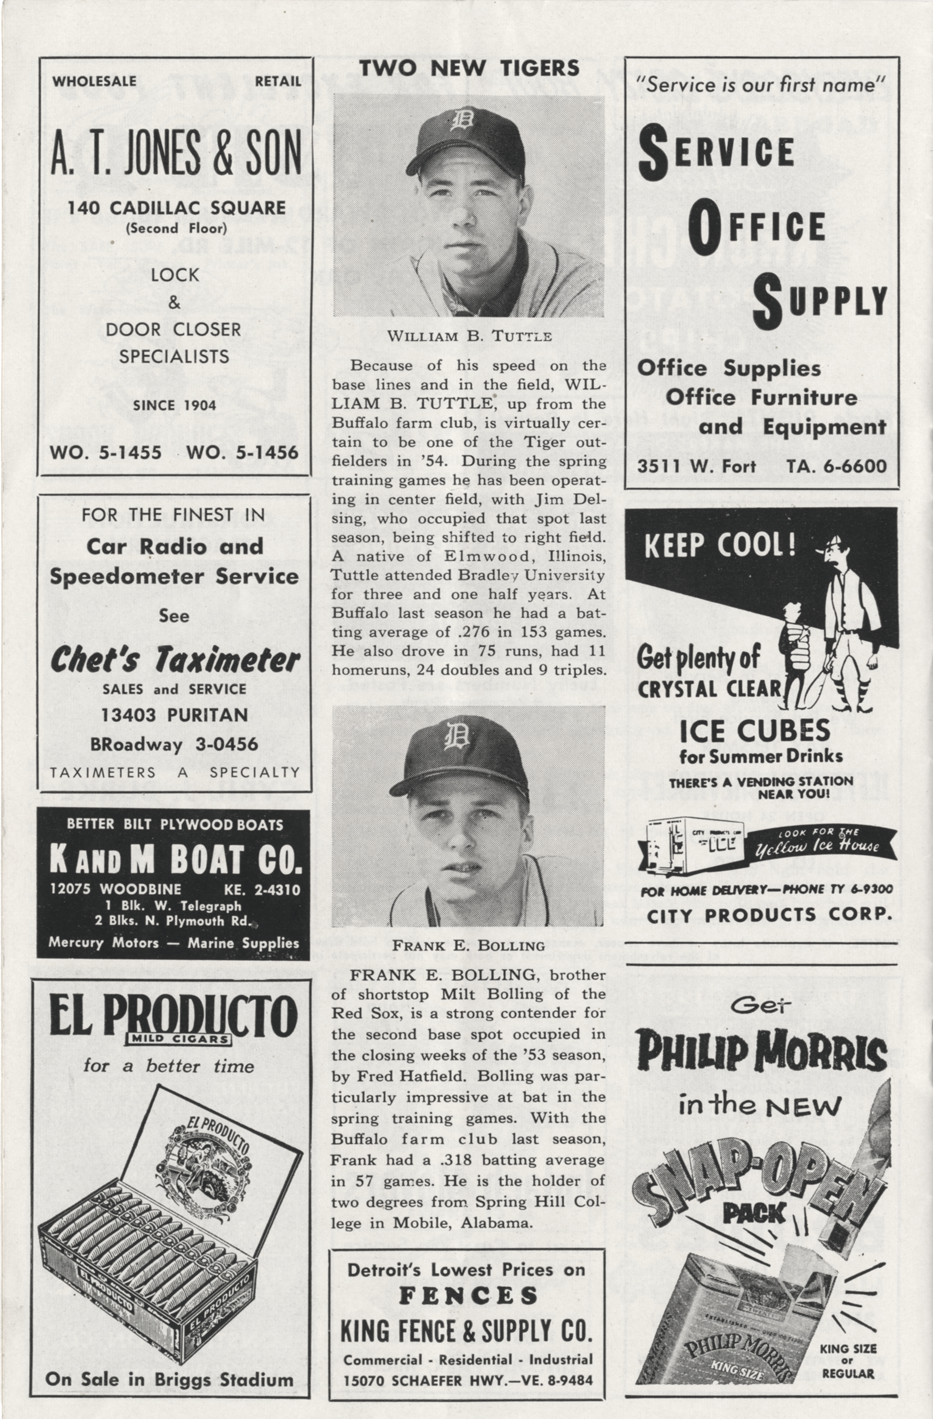 WHOLESALE RETAIL
A. T. JONES & SON
140 CADILLAC SQUARE
(Second Floor)
LOCK
&
DOOR CLOSER
SPECIALISTS
SINCE 1904
WO. 5-1455 WO. 5-1456
FOR THE FINEST IN
Car Radio and
Speedometer Service
See
Chet's Taximeter
SALES and SERVICE
13403 PURITAN
BRoadway 3-0456
TAXIMETERS A SPECIALTY
BETTER BILT PLYWOOD BOATS
K AND M BOAT CO.
12075 WOODBINE KE. 2-4310
1 Blk. W. Telegraph
2 Blks. N. Plymouth Rd.
Mercury Motors — Marine Supplies
EL PRODUCTO
MILD CIGARS
for a better time
EL PRODUCTO
EL PRODUCTO
EL PRODUCTO
On Sale in Briggs Stadium
TWO NEW TIGERS
D
WILLIAM B. TUTTLE
Because of his speed on the
base lines and in the field, WIL-
LIAM B. TUTTLE, up from the
Buffalo farm club, is virtually cer-
tain to be one of the Tiger out-
fielders in '54. During the spring
training games he has been operat-
ing in center field, with Jim Del-
sing, who occupied that spot last
season, being shifted to right field.
A native of Elmwood, Illinois,
Tuttle attended Bradley University
for three and one half years. At
Buffalo last season he had a bat-
ting average of .276 in 153 games.
He also drove in 75 runs, had 11
homeruns, 24 doubles and 9 triples.
D
FRANK E. BOLLING
FRANK E. BOLLING, brother
of shortstop Milt Bolling of the
Red Sox, is a strong contender for
the second base spot occupied in
the closing weeks of the '53 season,
by Fred Hatfield. Bolling was par-
ticularly impressive at bat in the
spring training games. With the
Buffalo farm club last season,
Frank had a .318 batting average
in 57 games. He is the holder of
two degrees from Spring Hill Col-
lege in Mobile, Alabama.
Detroit's Lowest Prices on
FENCES
KING FENCE & SUPPLY CO.
Commercial - Residential - Industrial
15070 SCHAEFER HWY.—VE. 8-9484
"Service is our first name"
SERVICE
OFFICE
SUPPLY
Office Supplies
Office Furniture
and Equipment
3511 W. Fort TA. 6-6600
KEEP COOL!
Get plenty of
CRYSTAL CLEAR
ICE CUBES
for Summer Drinks
THERE'S A VENDING STATION
NEAR YOU!
ICE
CITY PRODUCTS CORP
ICE
LOOK FOR THE
Yellow Ice House
FOR HOME DELIVERY—PHONE TY 6-9300
CITY PRODUCTS CORP.
Get
PHILIP MORRIS
in the NEW
SNAP-OPEN
PACK
PHILIP MORRIS
KING SIZE
KING SIZE
or
REGULAR